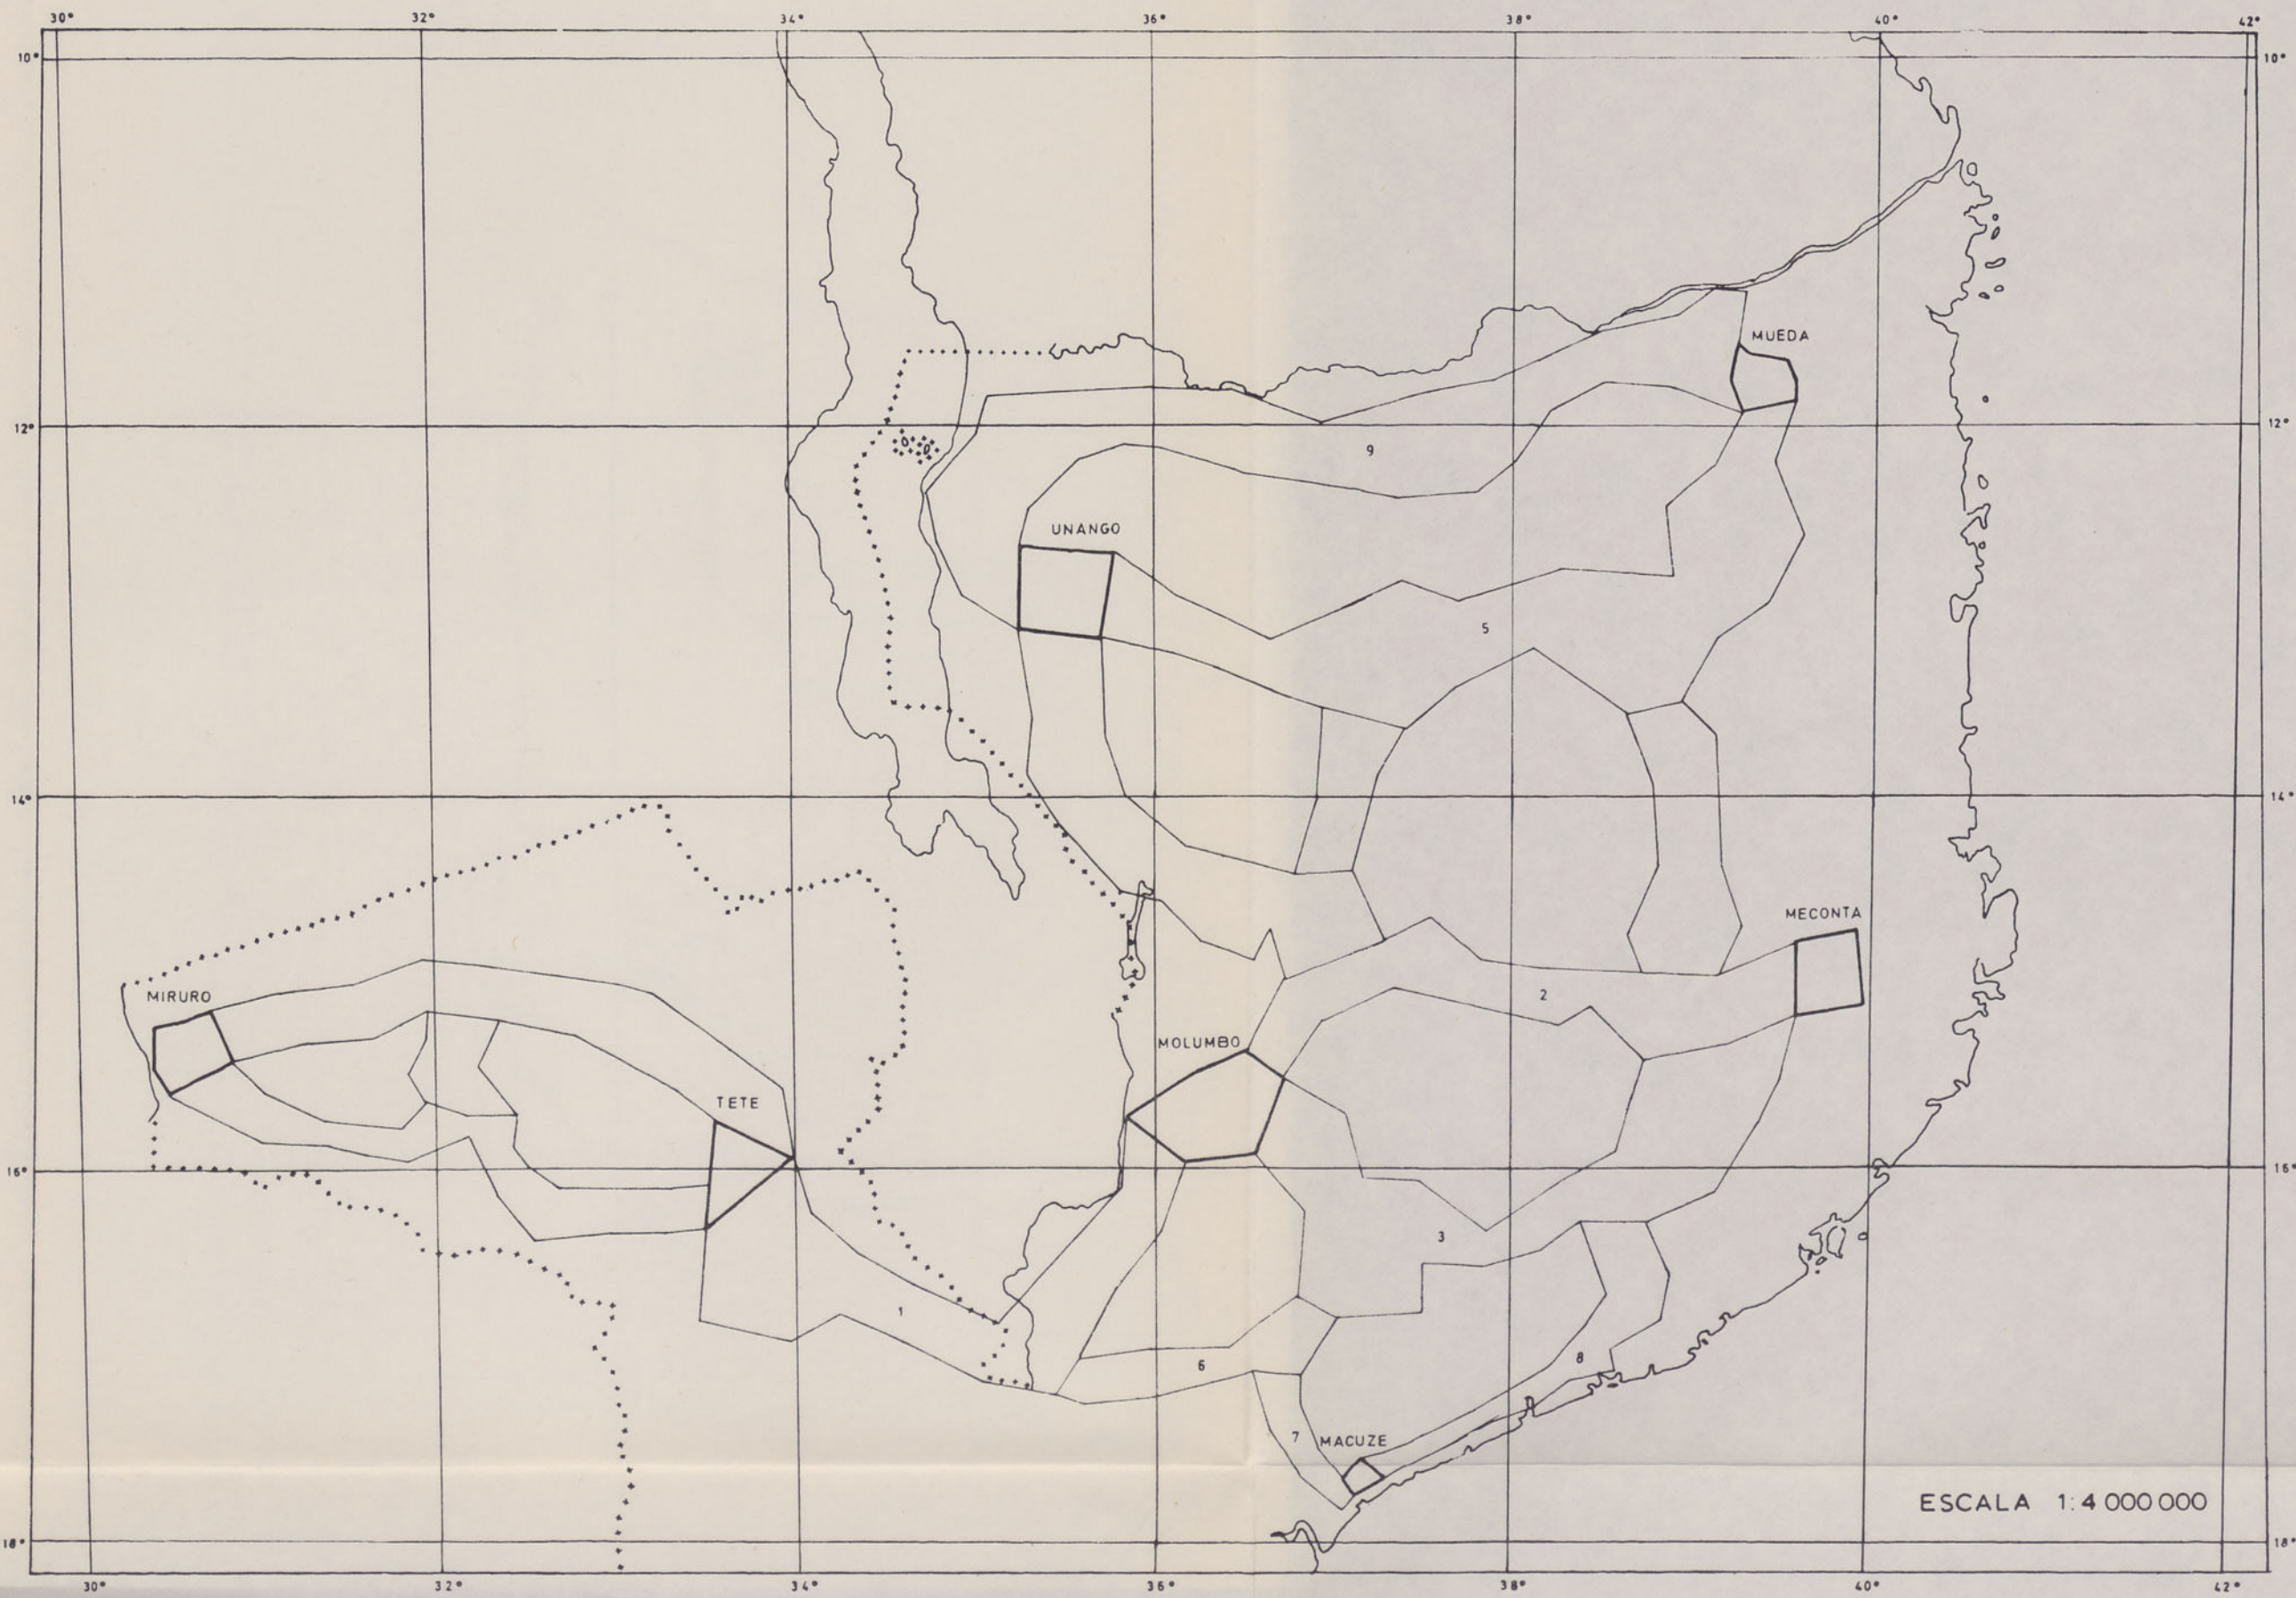 30° 32° 34° 36° 38° 40° 42°
10° 10°
MUEDA
12° 12°
9
UNANGO
5
14° 14°
MECONTA
MIRURO
2
MOLUMBO
TETE
16° 16°
3
1
6
8
7 MACUZE
ESCALA 1:4 000 000
18° 18°
30° 32° 34° 36° 38° 40° 42°